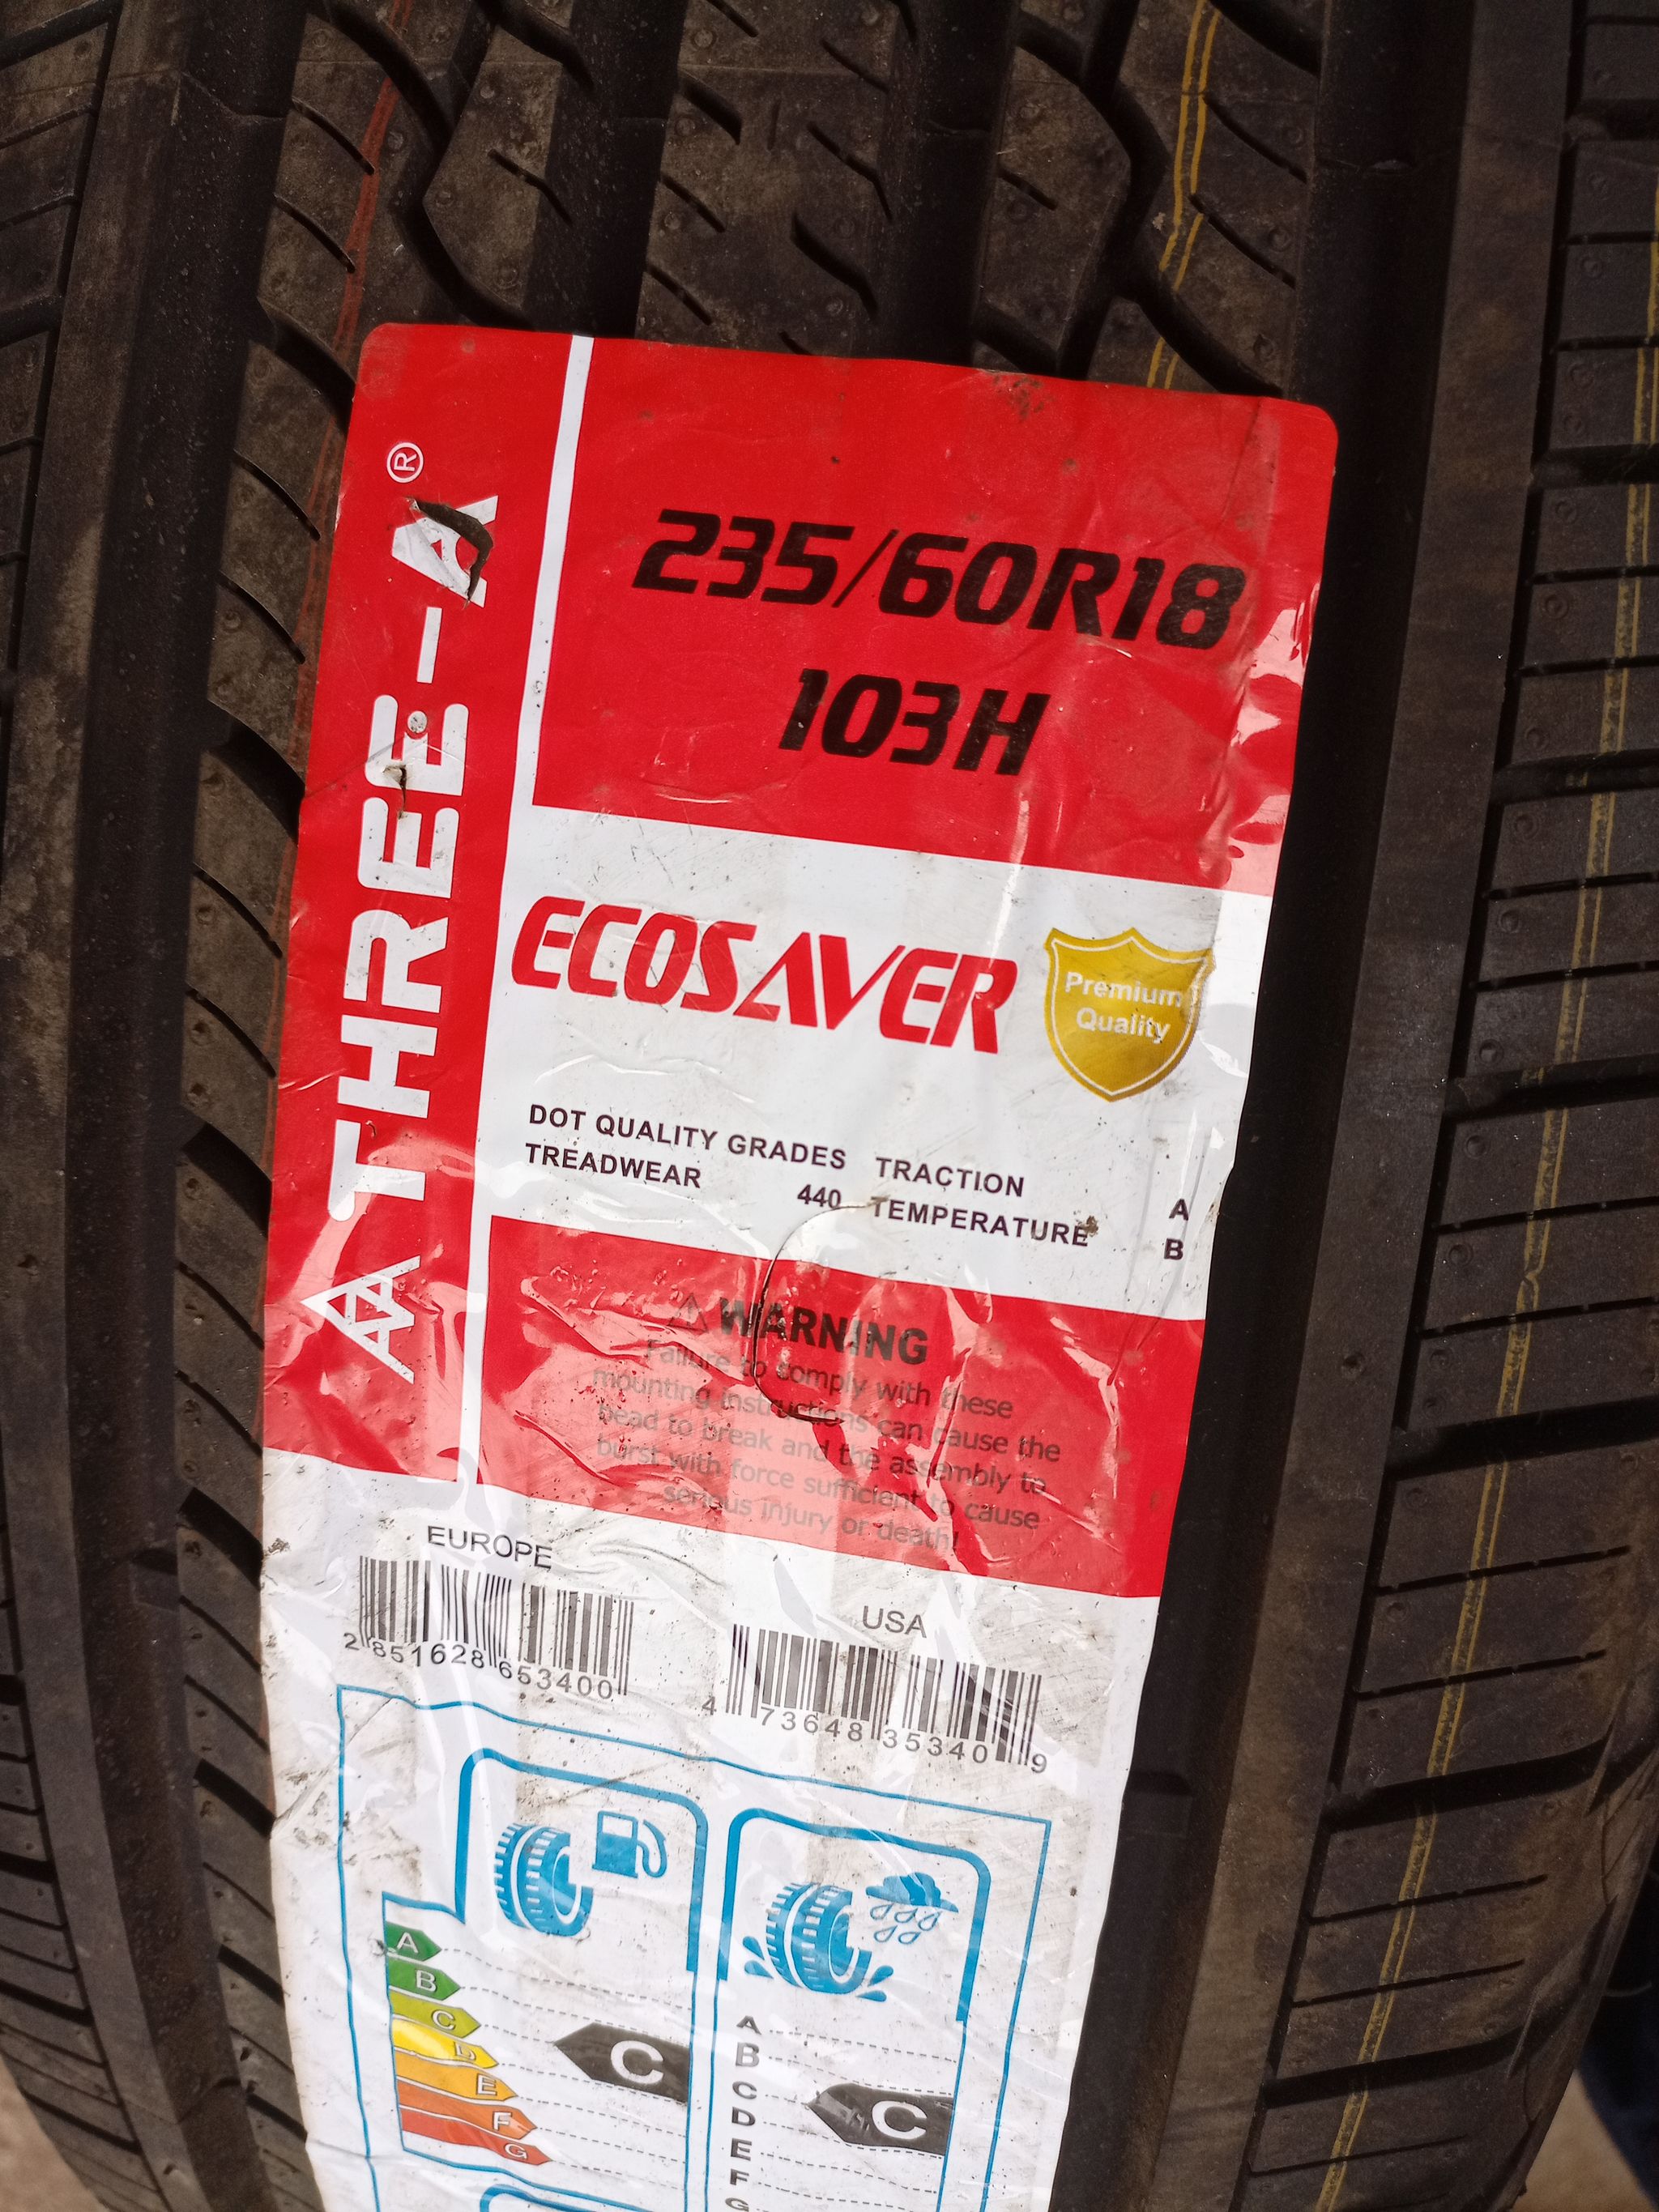 THREE-A®
235/60R18
103H
ECOSAVER
Premium
Quality
DOT QUALITY GRADES TRACTION A
TREADWEAR 440 TEMPERATURE B
WARNING
Failure to comply with these
mounting instructions can cause the
bead to break and the assembly to
burst with force sufficient to cause
serious injury or death!
EUROPE
2 851628 653400
USA
4 73648 35340 9
A
B
C
D
E
F
G
C
A
B
C
D
E
F
G
C